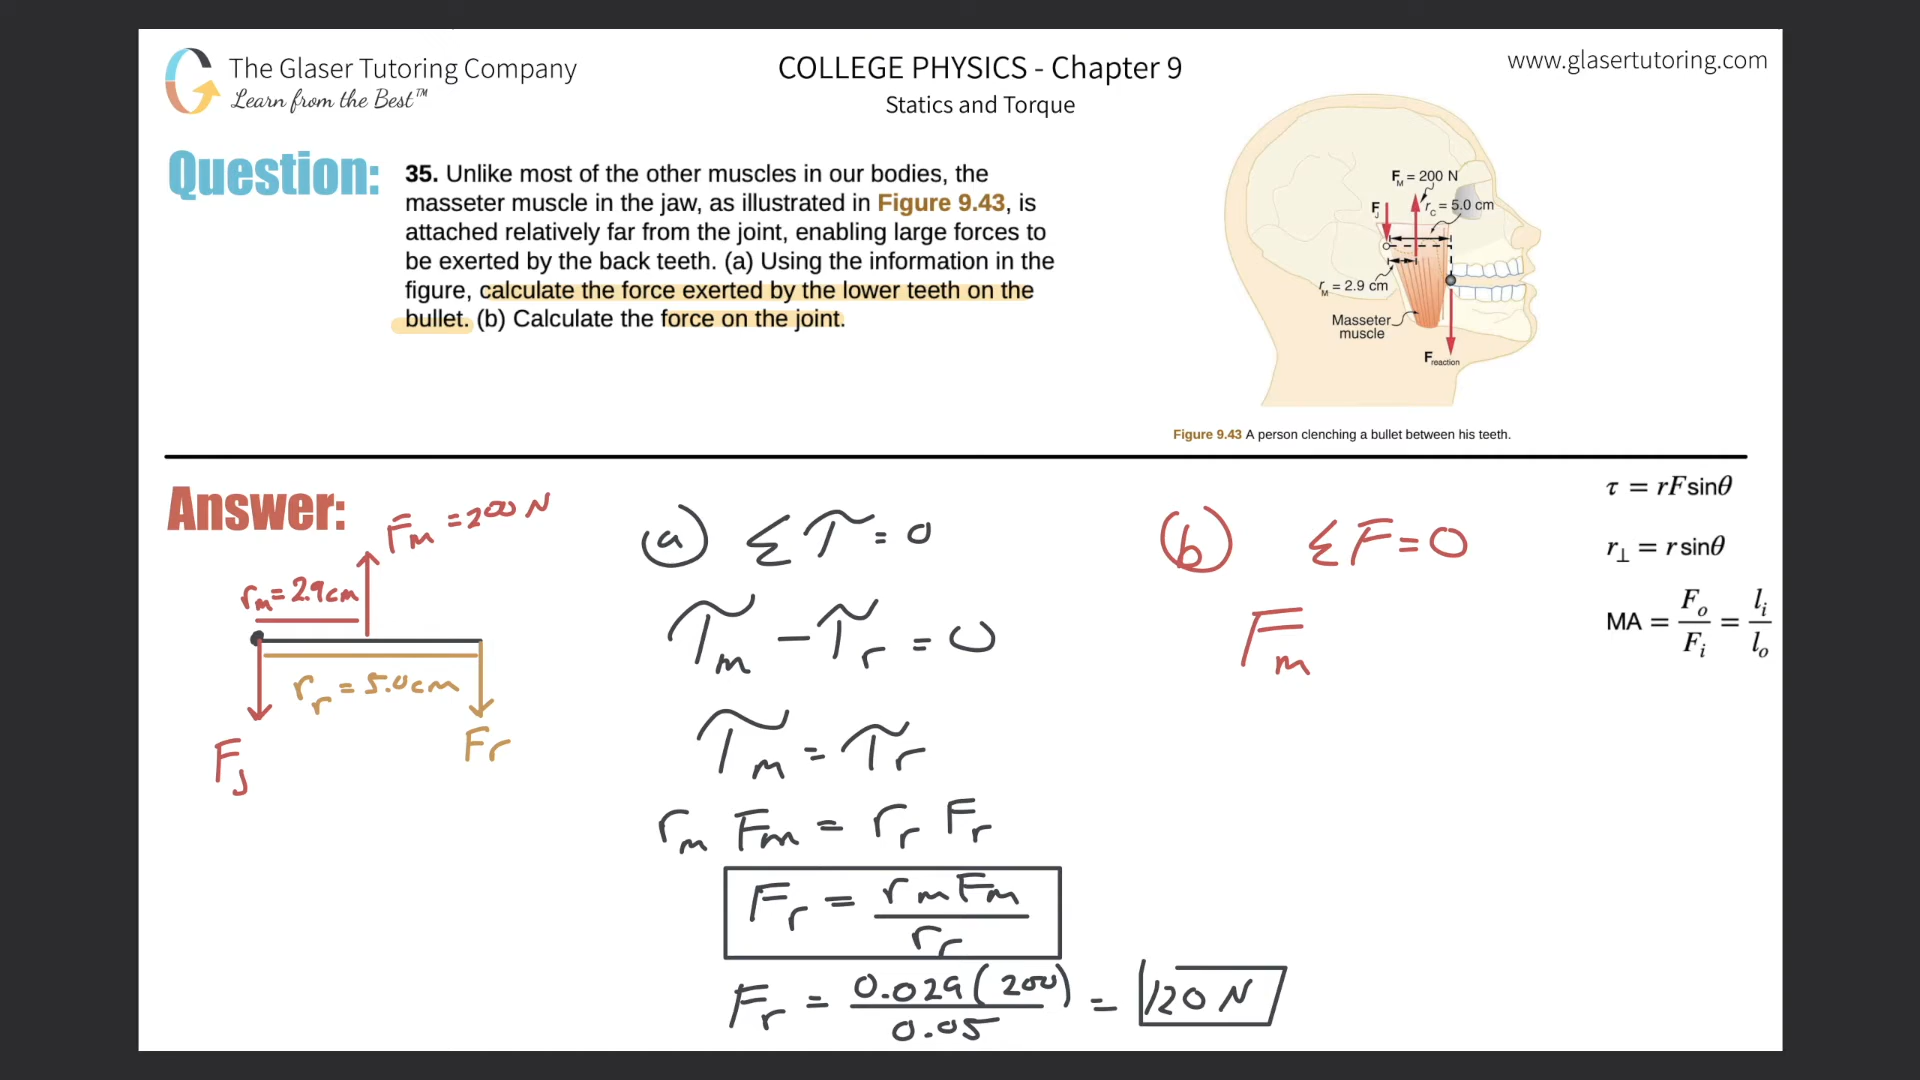 The Glaser Tutoring Company
Learn from the Best™
COLLEGE PHYSICS - Chapter 9
Statics and Torque
www.glasertutoring.com
Question:
35. Unlike most of the other muscles in our bodies, the
masseter muscle in the jaw, as illustrated in Figure 9.43, is
attached relatively far from the joint, enabling large forces to
be exerted by the back teeth. (a) Using the information in the
figure, calculate the force exerted by the lower teeth on the
bullet. (b) Calculate the force on the joint.
F_M = 200 N
F_J
r_c = 5.0 cm
r_M = 2.9 cm
Masseter
muscle
F_reaction
Figure 9.43 A person clenching a bullet between his teeth.
Answer:
F_m = 200 N
r_m = 2.9cm
r_r = 5.0cm
F_J
F_r
(a) Στ = 0
τ_m − τ_r = 0
τ_m = τ_r
r_m F_m = r_r F_r
F_r = r_m F_m / r_r
F_r = 0.029(200) / 0.05 = 120 N
(b) ΣF = 0
F_m
τ = rFsinθ
r⊥ = rsinθ
MA = F_o / F_i = l_i / l_o